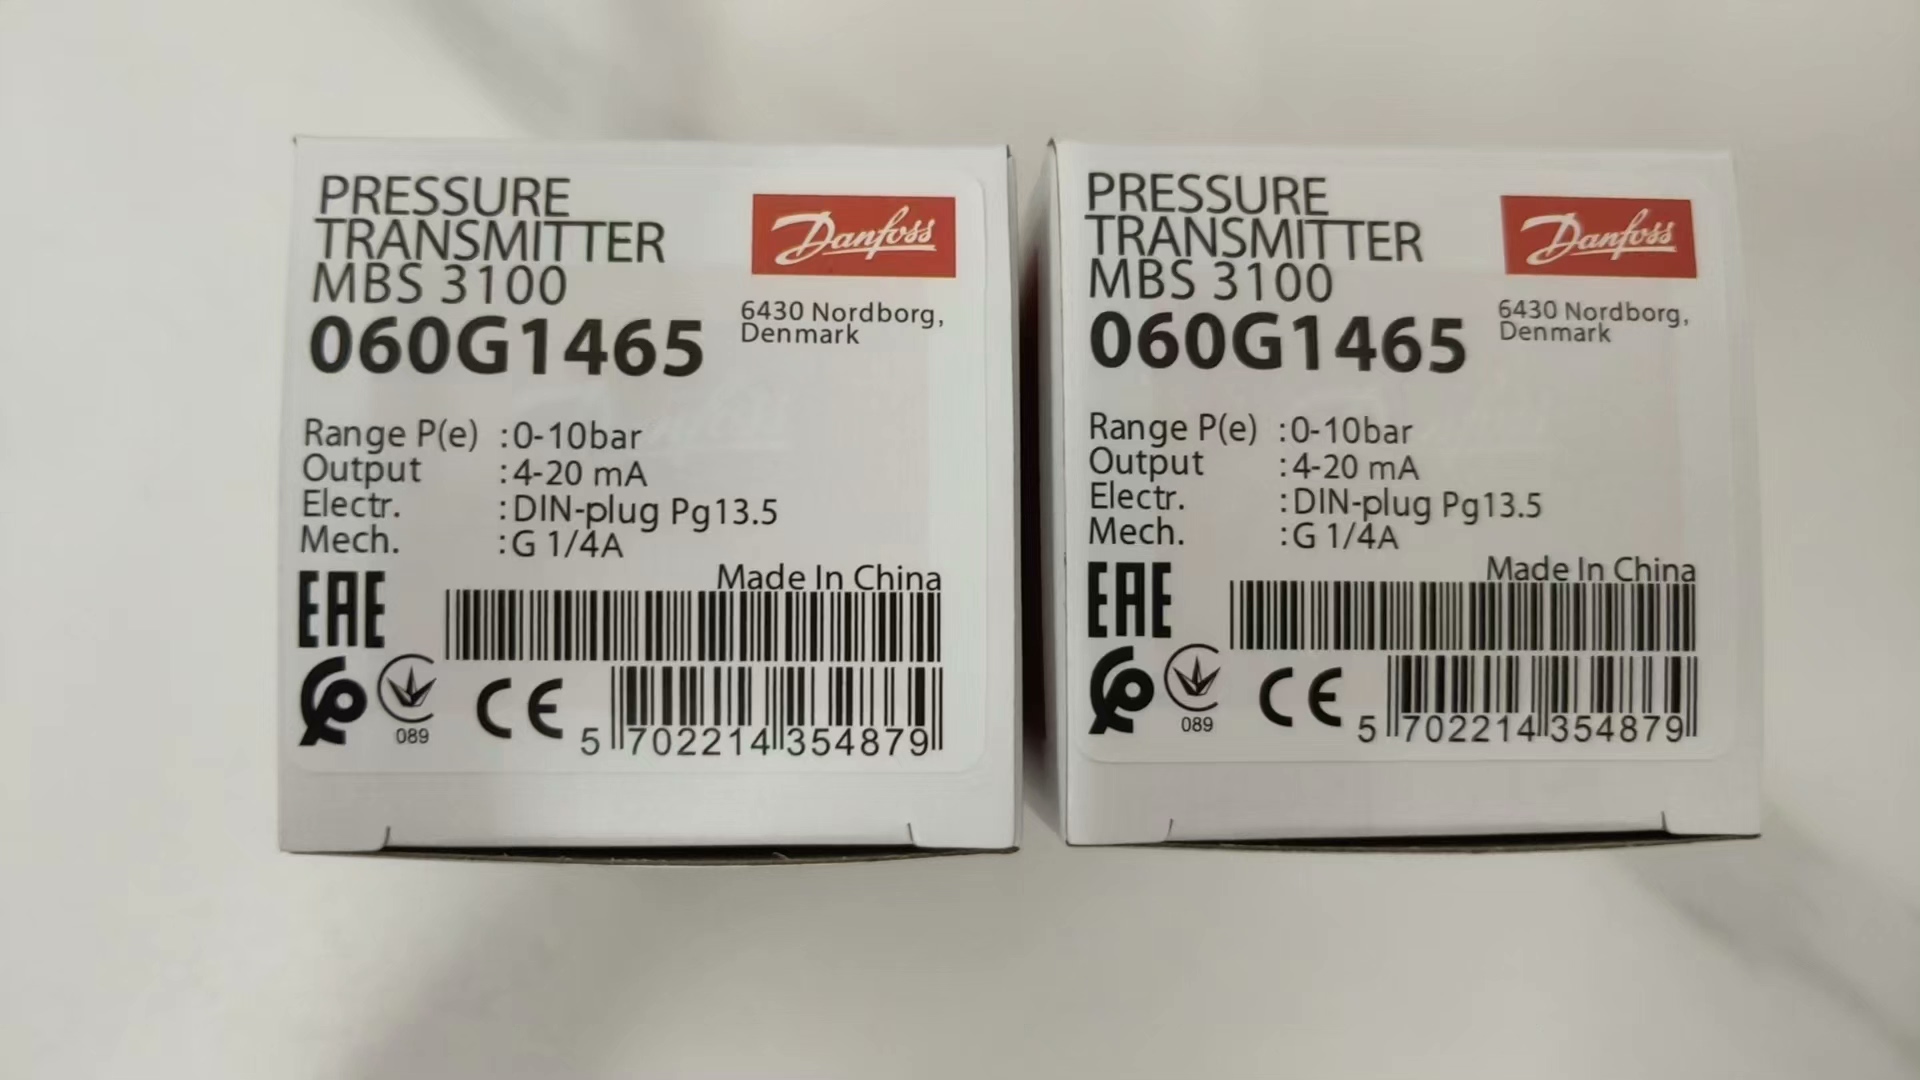 PRESSURE
TRANSMITTER
MBS 3100
060G1465
Danfoss
6430 Nordborg,
Denmark
Range P(e) :0-10bar
Output :4-20 mA
Electr. :DIN-plug Pg13.5
Mech. :G 1/4A
Made In China
EAC
089
CE
5 702214 354879
PRESSURE
TRANSMITTER
MBS 3100
060G1465
Danfoss
6430 Nordborg,
Denmark
Range P(e) :0-10bar
Output :4-20 mA
Electr. :DIN-plug Pg13.5
Mech. :G 1/4A
Made In China
EAC
089
CE
5 702214 354879